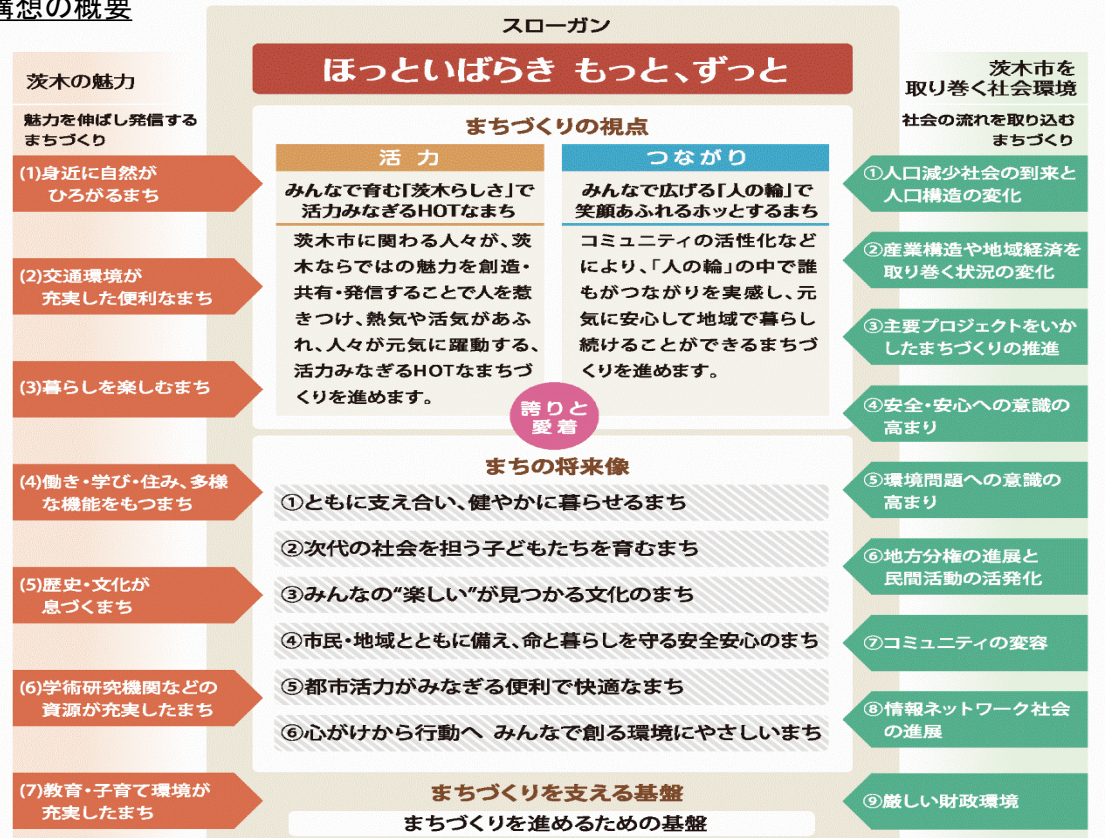 構想の概要
スローガン
ほっといばらき もっと、ずっと
茨木の魅力
魅力を伸ばし発信する
まちづくり
(1)身近に自然が
ひろがるまち
(2)交通環境が
充実した便利なまち
(3)暮らしを楽しむまち
(4)働き・学び・住み、多様
な機能をもつまち
(5)歴史・文化が
息づくまち
(6)学術研究機関などの
資源が充実したまち
(7)教育・子育て環境が
充実したまち
まちづくりの視点
活力
みんなで育む「茨木らしさ」で
活力みなぎるHOTなまち
茨木市に関わる人々が、茨
木ならではの魅力を創造・
共有・発信することで人を惹
きつけ、熱気や活気があふ
れ、人々が元気に躍動する、
活力みなぎるHOTなまちづ
くりを進めます。
つながり
みんなで広げる「人の輪」で
笑顔あふれるホッとするまち
コミュニティの活性化など
により、「人の輪」の中で誰
もがつながりを実感し、元
気に安心して地域で暮らし
続けることができるまちづ
くりを進めます。
誇りと
愛着
まちの将来像
①ともに支え合い、健やかに暮らせるまち
②次代の社会を担う子どもたちを育むまち
③みんなの“楽しい”が見つかる文化のまち
④市民・地域とともに備え、命と暮らしを守る安全安心のまち
⑤都市活力がみなぎる便利で快適なまち
⑥心がけから行動へ みんなで創る環境にやさしいまち
まちづくりを支える基盤
まちづくりを進めるための基盤
茨木市を
取り巻く社会環境
社会の流れを取り込む
まちづくり
①人口減少社会の到来と
人口構造の変化
②産業構造や地域経済を
取り巻く状況の変化
③主要プロジェクトをいか
したまちづくりの推進
④安全・安心への意識の
高まり
⑤環境問題への意識の
高まり
⑥地方分権の進展と
民間活動の活発化
⑦コミュニティの変容
⑧情報ネットワーク社会
の進展
⑨厳しい財政環境